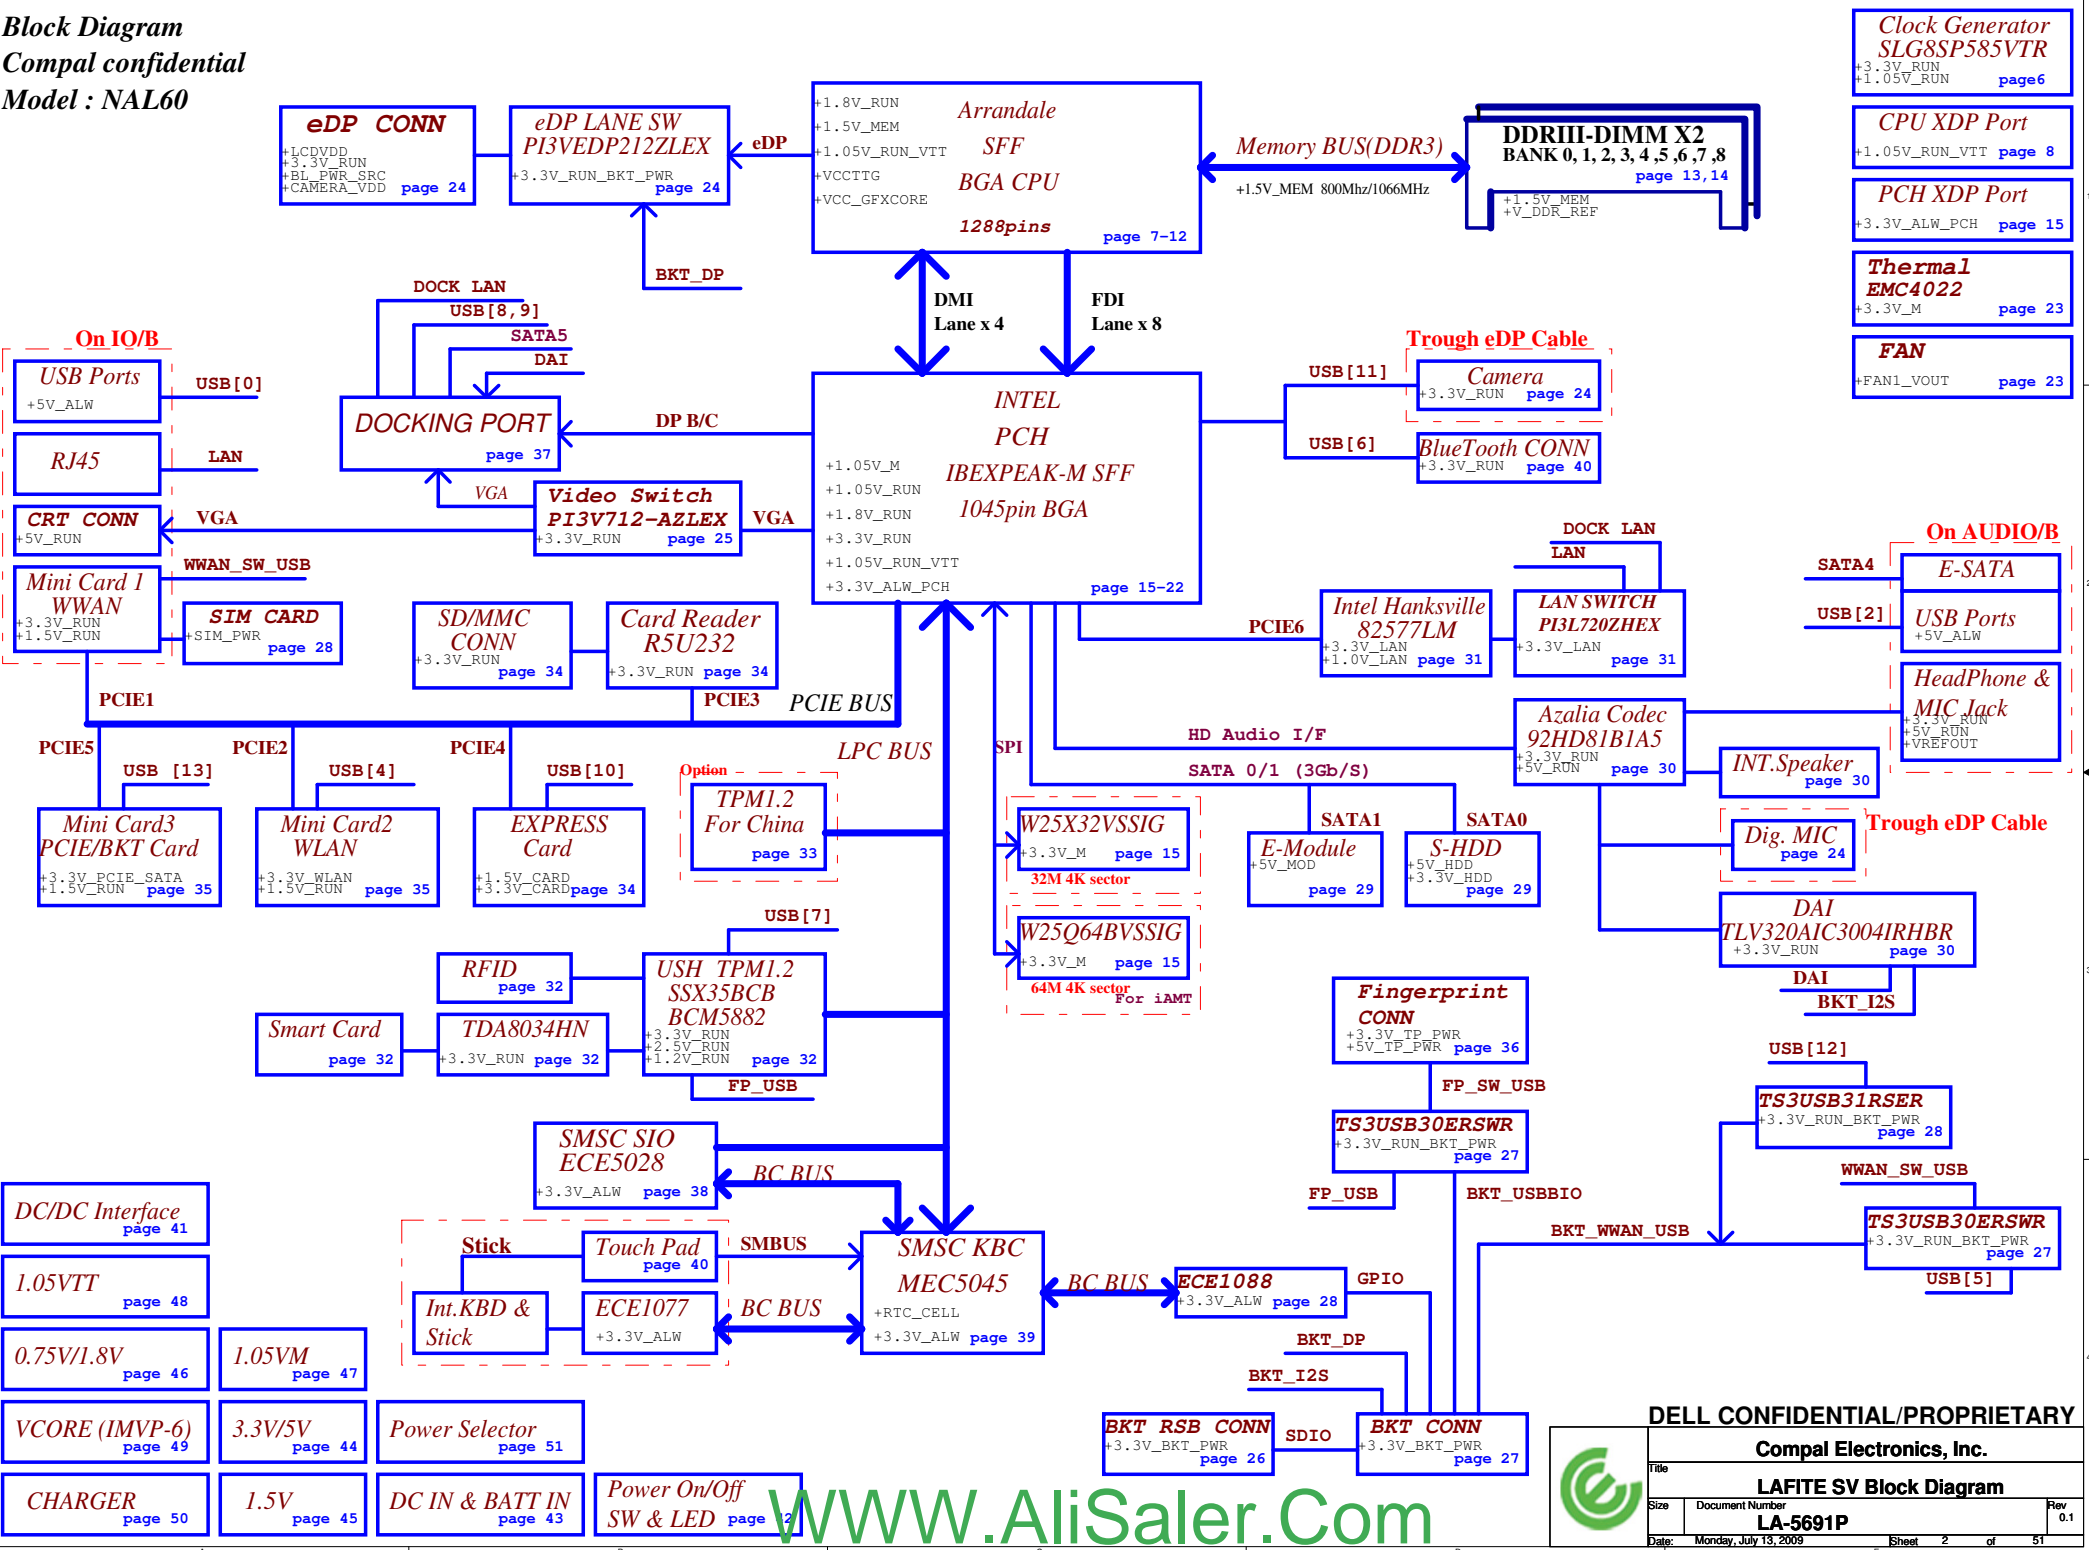 Block Diagram
Compal confidential
Model : NAL60
Clock Generator
SLG8SP585VTR
+3.3V_RUN
+1.05V_RUN
page6
CPU XDP Port
+1.05V_RUN_VTT page 8
PCH XDP Port
+3.3V_ALW_PCH page 15
Thermal
EMC4022
+3.3V_M page 23
FAN
+FAN1_VOUT page 23
eDP CONN
+LCDVDD
+3.3V_RUN
+BL_PWR_SRC
+CAMERA_VDD page 24
eDP LANE SW
PI3VEDP212ZLEX
+3.3V_RUN_BKT_PWR
page 24
eDP
BKT_DP
+1.8V_RUN
+1.5V_MEM
+1.05V_RUN_VTT
+VCCTTG
+VCC_GFXCORE
Arrandale
SFF
BGA CPU
1288pins
page 7-12
Memory BUS(DDR3)
+1.5V_MEM 800Mhz/1066MHz
DDRIII-DIMM X2
BANK 0, 1, 2, 3, 4 ,5 ,6 ,7 ,8
page 13,14
+1.5V_MEM
+V_DDR_REF
DMI
Lane x 4
FDI
Lane x 8
DOCK LAN
USB[8,9]
SATA5
DAI
DOCKING PORT
page 37
DP B/C
VGA
Video Switch
PI3V712-AZLEX
+3.3V_RUN page 25
VGA
On IO/B
USB Ports
+5V_ALW
USB[0]
RJ45
LAN
CRT CONN
+5V_RUN
VGA
Mini Card 1
WWAN
+3.3V_RUN
+1.5V_RUN
WWAN_SW_USB
SIM CARD
+SIM_PWR
page 28
INTEL
PCH
IBEXPEAK-M SFF
1045pin BGA
+1.05V_M
+1.05V_RUN
+1.8V_RUN
+3.3V_RUN
+1.05V_RUN_VTT
+3.3V_ALW_PCH
page 15-22
Trough eDP Cable
USB[11]
Camera
+3.3V_RUN page 24
USB[6]
BlueTooth CONN
+3.3V_RUN page 40
DOCK LAN
LAN
PCIE6
Intel Hanksville
82577LM
+3.3V_LAN
+1.0V_LAN page 31
LAN SWITCH
PI3L720ZHEX
+3.3V_LAN
page 31
On AUDIO/B
SATA4
E-SATA
USB[2]
USB Ports
+5V_ALW
HeadPhone &
MIC Jack
+3.3V_RUN
+5V_RUN
+VREFOUT
SD/MMC
CONN
+3.3V_RUN
page 34
Card Reader
R5U232
+3.3V_RUN page 34
PCIE1
PCIE3
PCIE BUS
LPC BUS
SPI
PCIE5
PCIE2
PCIE4
USB [13]
USB[4]
USB[10]
Mini Card3
PCIE/BKT Card
+3.3V_PCIE_SATA
+1.5V_RUN page 35
Mini Card2
WLAN
+3.3V_WLAN
+1.5V_RUN page 35
EXPRESS
Card
+1.5V_CARD
+3.3V_CARD page 34
Option
TPM1.2
For China
page 33
HD Audio I/F
SATA 0/1 (3Gb/S)
W25X32VSSIG
+3.3V_M page 15
32M 4K sector
W25Q64BVSSIG
+3.3V_M page 15
64M 4K sector
For iAMT
SATA1
SATA0
E-Module
+5V_MOD
page 29
S-HDD
+5V_HDD
+3.3V_HDD
page 29
Azalia Codec
92HD81B1A5
+3.3V_RUN
+5V_RUN page 30
INT.Speaker
page 30
Dig. MIC
page 24
Trough eDP Cable
DAI
TLV320AIC3004IRHBR
+3.3V_RUN page 30
DAI
BKT_I2S
USB[7]
RFID
page 32
USH TPM1.2
SSX35BCB
BCM5882
+3.3V_RUN
+2.5V_RUN
+1.2V_RUN page 32
Smart Card
page 32
TDA8034HN
+3.3V_RUN page 32
FP_USB
Fingerprint
CONN
+3.3V_TP_PWR
+5V_TP_PWR page 36
FP_SW_USB
TS3USB30ERSWR
+3.3V_RUN_BKT_PWR
page 27
FP_USB
BKT_USBBIO
USB[12]
TS3USB31RSER
+3.3V_RUN_BKT_PWR
page 28
WWAN_SW_USB
BKT_WWAN_USB
TS3USB30ERSWR
+3.3V_RUN_BKT_PWR
page 27
USB[5]
SMSC SIO
ECE5028
+3.3V_ALW page 38
BC BUS
Stick
Touch Pad
page 40
SMBUS
Int.KBD &
Stick
ECE1077
+3.3V_ALW
BC BUS
SMSC KBC
MEC5045
+RTC_CELL
+3.3V_ALW page 39
BC BUS
ECE1088
+3.3V_ALW page 28
GPIO
BKT_DP
BKT_I2S
BKT RSB CONN
+3.3V_BKT_PWR
page 26
SDIO
BKT CONN
+3.3V_BKT_PWR
page 27
DC/DC Interface
page 41
1.05VTT
page 48
0.75V/1.8V
page 46
1.05VM
page 47
VCORE (IMVP-6)
page 49
3.3V/5V
page 44
Power Selector
page 51
CHARGER
page 50
1.5V
page 45
DC IN & BATT IN
page 43
Power On/Off
SW & LED page 42
WWW.AliSaler.Com
DELL CONFIDENTIAL/PROPRIETARY
Compal Electronics, Inc.
Title
LAFITE SV Block Diagram
Size Document Number Rev
LA-5691P 0.1
Date: Monday, July 13, 2009 Sheet 2 of 51